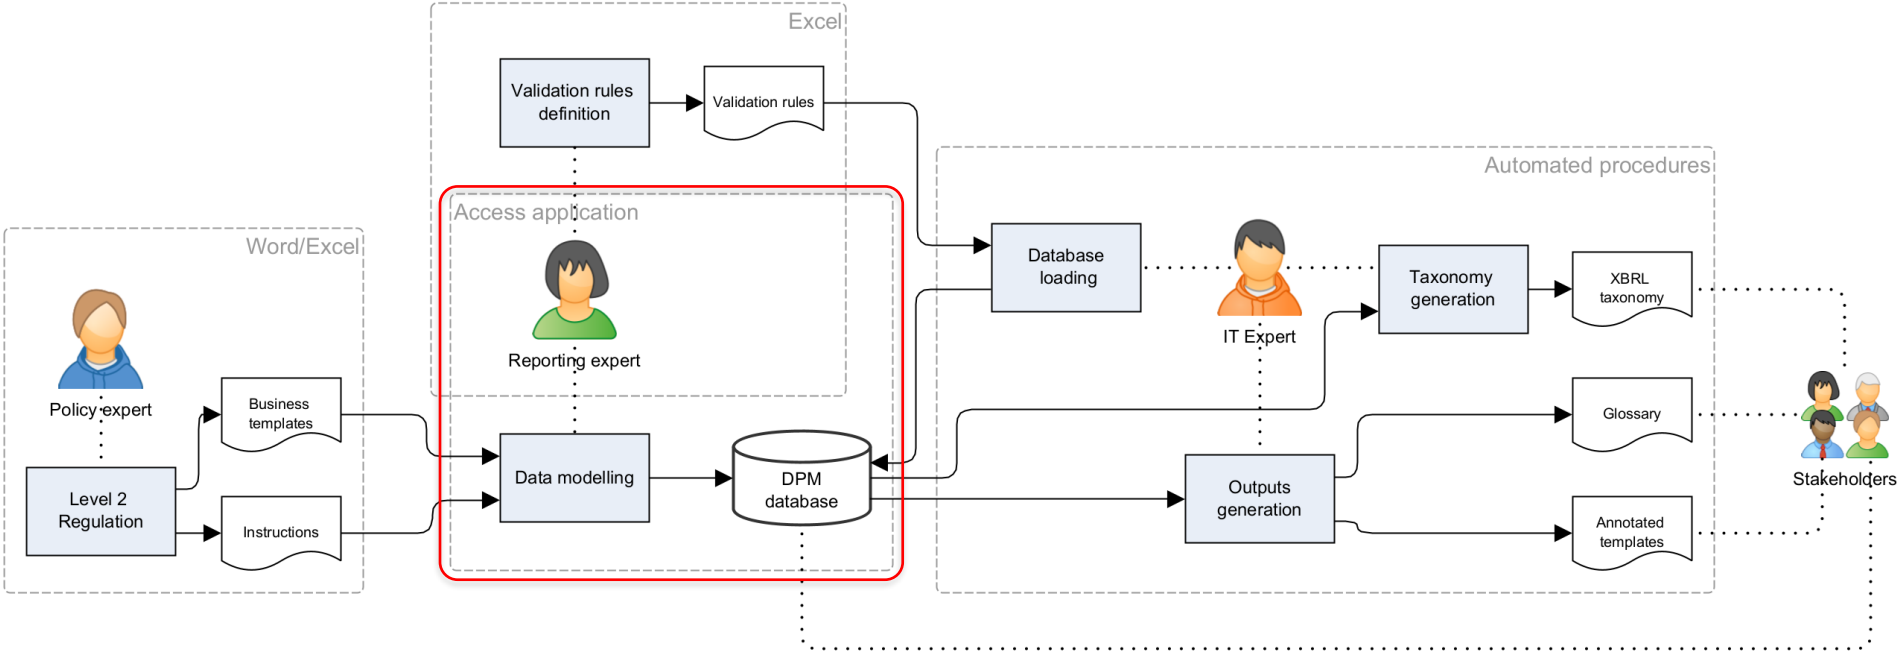 Excel
Validation rules
definition
Validation rules
Automated procedures
Access application
Word/Excel
Database
loading
Taxonomy
generation
XBRL
taxonomy
IT Expert
Reporting expert
Policy expert
Business
templates
Glossary
Data modelling
DPM
database
Stakeholders
Level 2
Regulation
Outputs
generation
Instructions
Annotated
templates